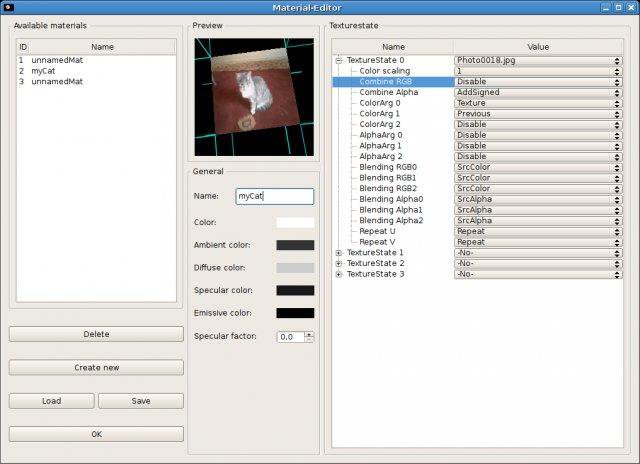 Material-Editor
Available materials
ID Name
1 unnamedMat
2 myCat
3 unnamedMat
Delete
Create new
Load Save
OK
Preview
General
Name: myCat
Color:
Ambient color:
Diffuse color:
Specular color:
Emissive color:
Specular factor: 0,0
Texturestate
Name Value
TextureState 0 Photo0018.jpg
Color scaling 1
Combine RGB Disable
Combine Alpha AddSigned
ColorArg 0 Texture
ColorArg 1 Previous
ColorArg 2 Disable
AlphaArg 0 Disable
AlphaArg 1 Disable
AlphaArg 2 Disable
Blending RGB0 SrcColor
Blending RGB1 SrcColor
Blending RGB2 SrcColor
Blending Alpha0 SrcAlpha
Blending Alpha1 SrcAlpha
Blending Alpha2 SrcAlpha
Repeat U Repeat
Repeat V Repeat
TextureState 1 -No-
TextureState 2 -No-
TextureState 3 -No-